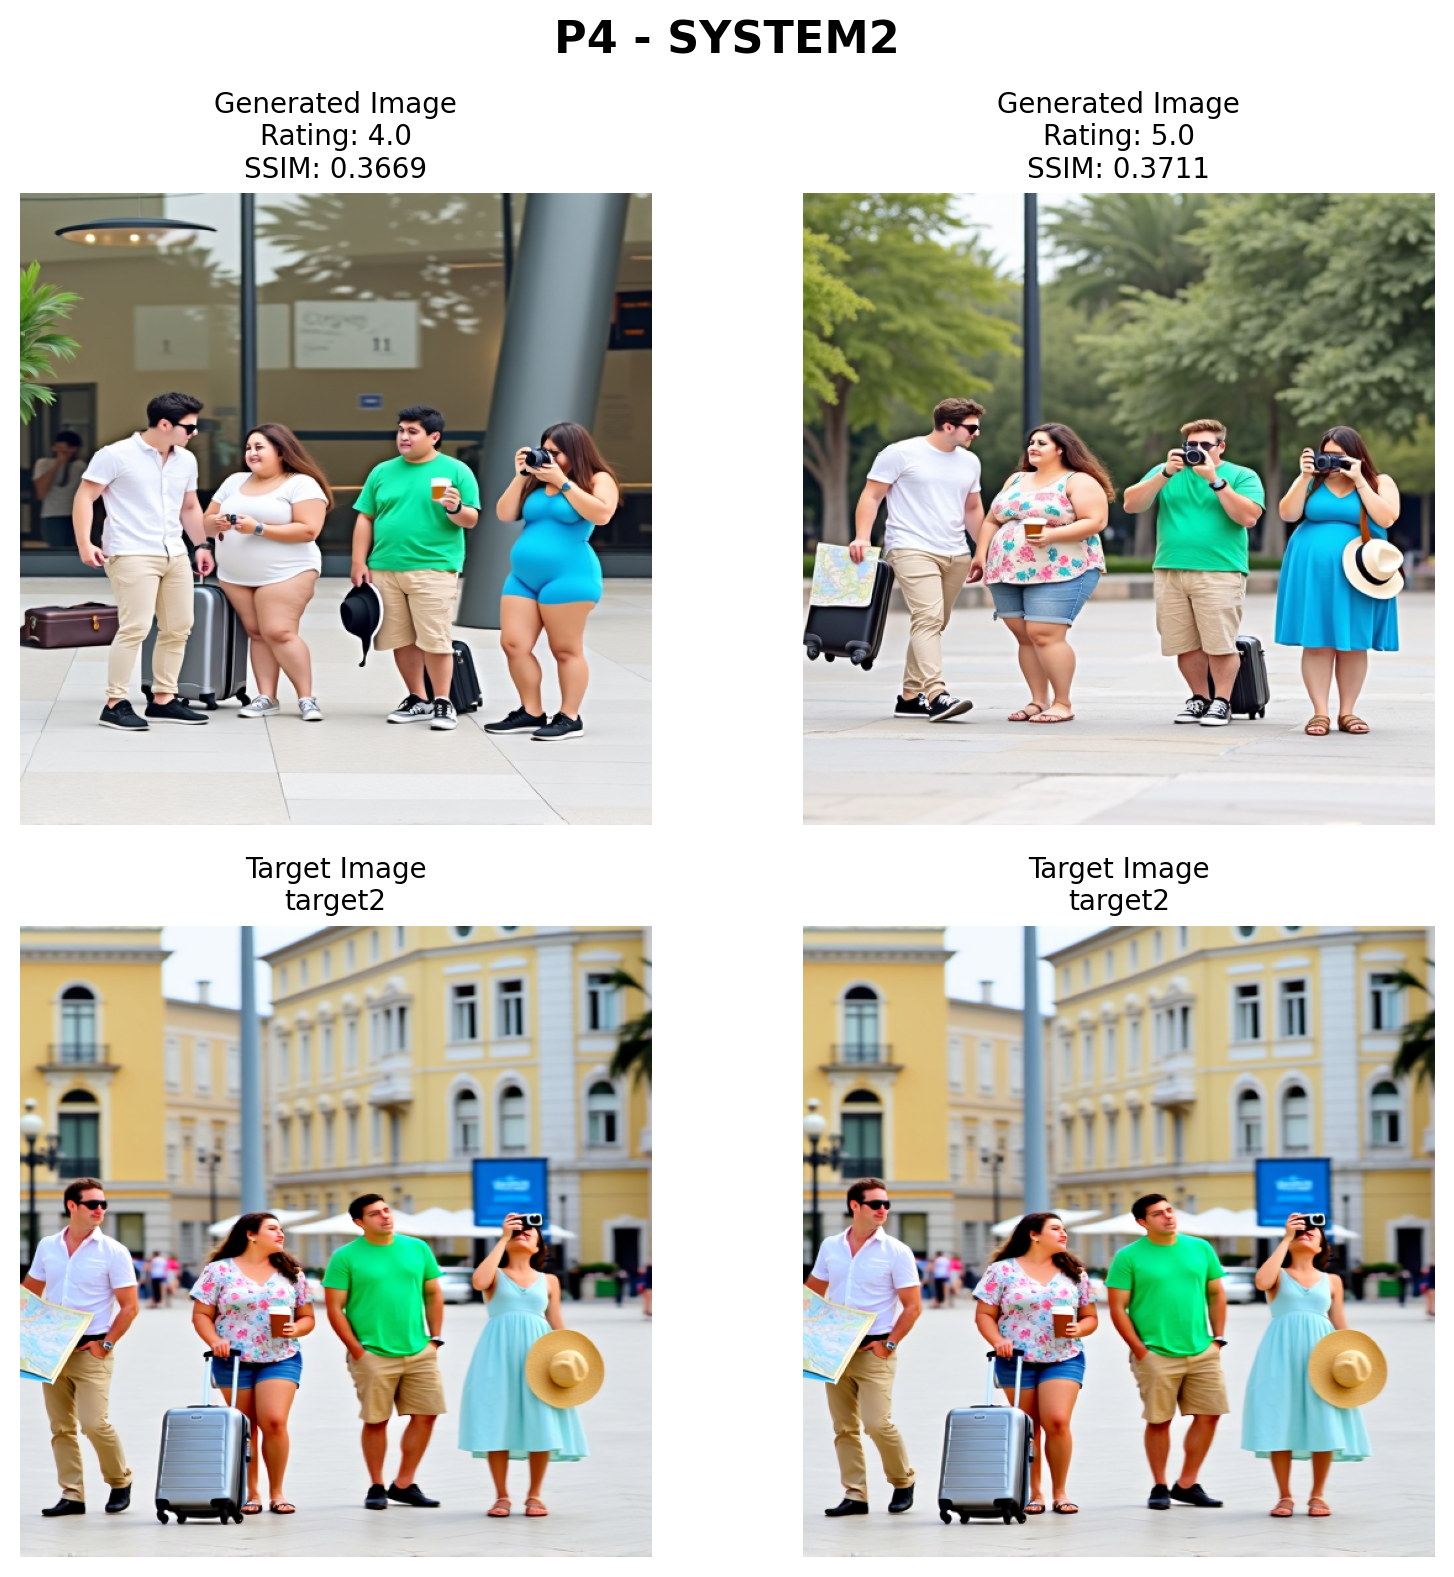 P4 - SYSTEM2
Generated Image
Rating: 4.0
SSIM: 0.3669
Generated Image
Rating: 5.0
SSIM: 0.3711
11
Target Image
target2
Target Image
target2